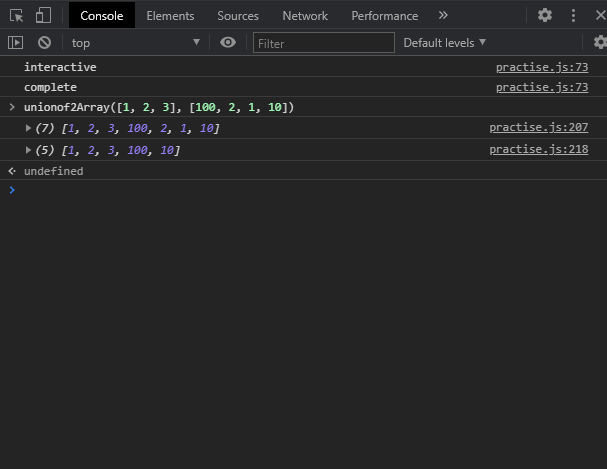 Console Elements Sources Network Performance »
top Filter Default levels
interactive practise.js:73
complete practise.js:73
> unionof2Array([1, 2, 3], [100, 2, 1, 10])
(7) [1, 2, 3, 100, 2, 1, 10] practise.js:207
(5) [1, 2, 3, 100, 10] practise.js:218
undefined
>